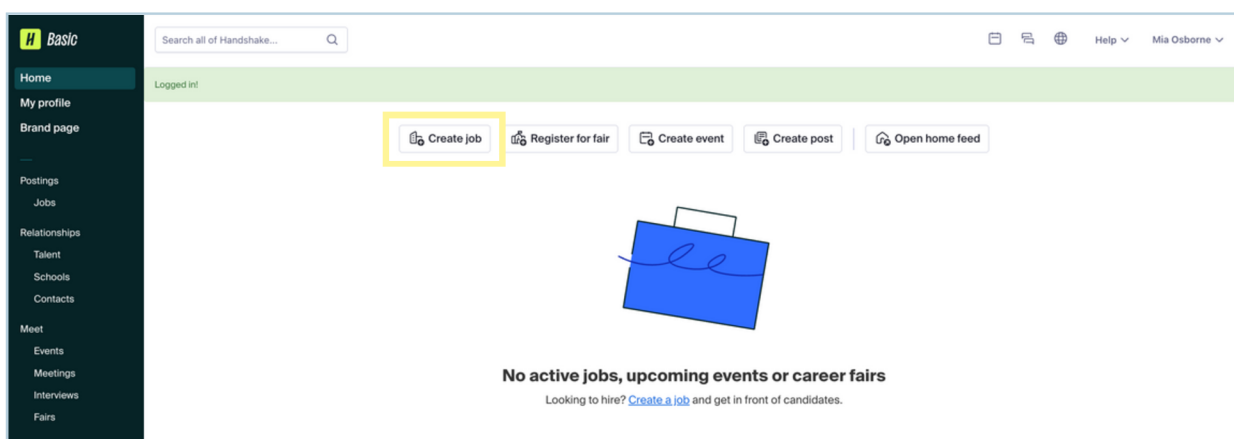 H Basic
Search all of Handshake...
Help
Mia Osborne
Home
My profile
Brand page
Postings
Jobs
Relationships
Talent
Schools
Contacts
Meet
Events
Meetings
Interviews
Fairs
Logged in!
Create job
Register for fair
Create event
Create post
Open home feed
No active jobs, upcoming events or career fairs
Looking to hire? Create a job and get in front of candidates.